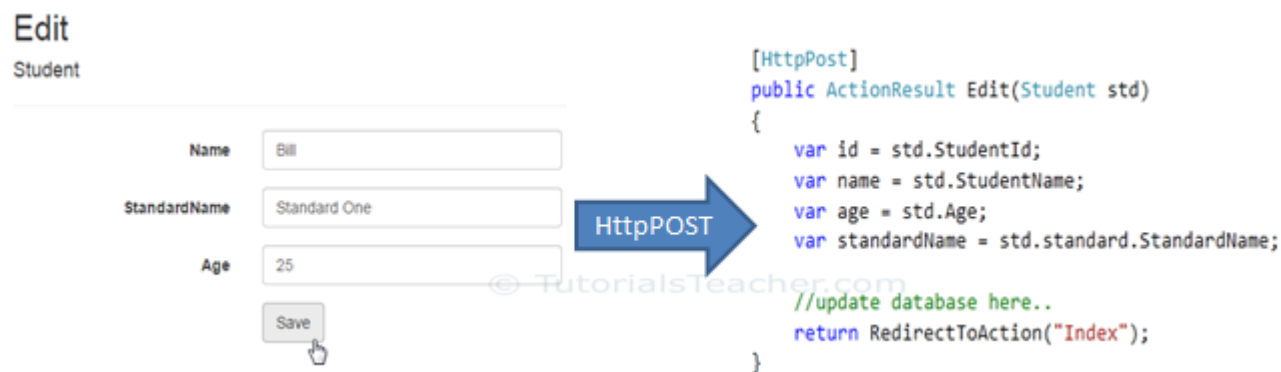 Edit
Student
Name
Bill
StandardName
Standard One
Age
25
Save
HttpPOST
[HttpPost]
public ActionResult Edit(Student std)
{
var id = std.StudentId;
var name = std.StudentName;
var age = std.Age;
var standardName = std.standard.StandardName;
//update database here..
return RedirectToAction("Index");
}
© TutorialsTeacher.com